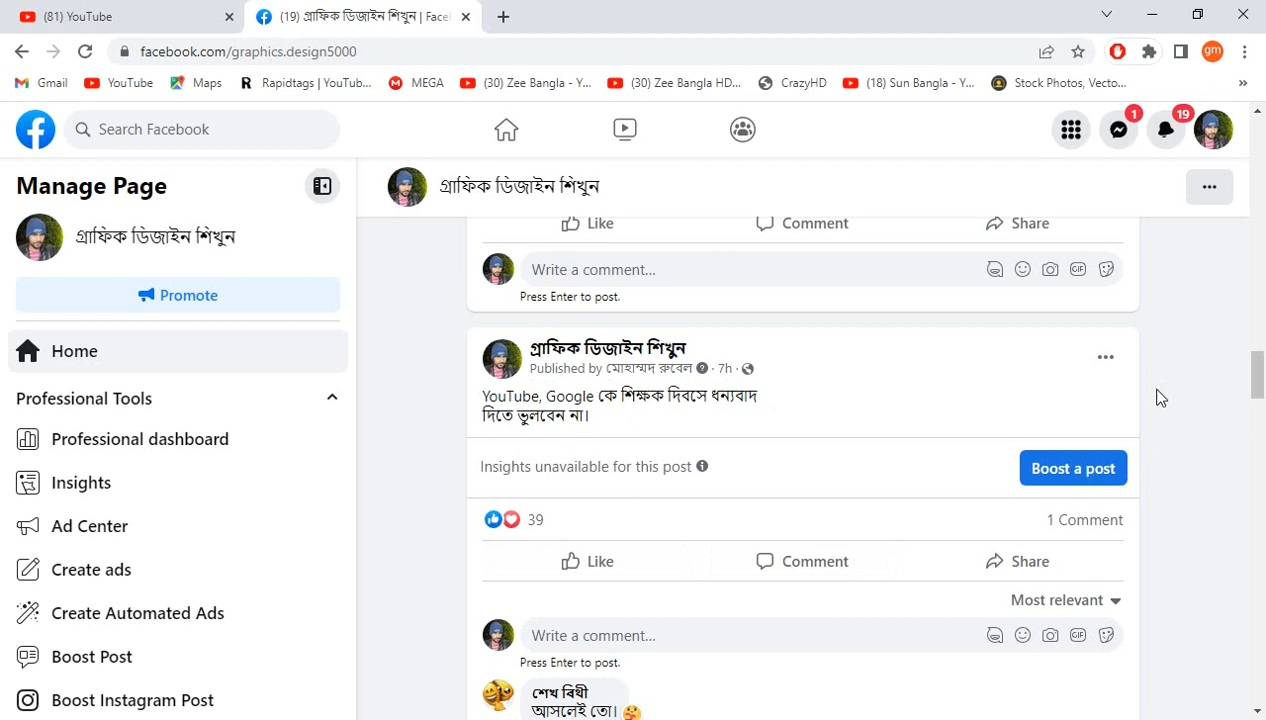 (81) YouTube
(19) গ্রাফিক ডিজাইন শিখুন | Face
facebook.com/graphics.design5000
gm
Gmail YouTube Maps Rapidtags | YouTub... MEGA (30) Zee Bangla - Y... (30) Zee Bangla HD... CrazyHD (18) Sun Bangla - Y... Stock Photos, Vecto... »
Search Facebook
1
19
Manage Page
গ্রাফিক ডিজাইন শিখুন
Promote
Home
Professional Tools
Professional dashboard
Insights
Ad Center
Create ads
Create Automated Ads
Boost Post
Boost Instagram Post
গ্রাফিক ডিজাইন শিখুন
Like Comment Share
Write a comment...
GIF
Press Enter to post.
গ্রাফিক ডিজাইন শিখুন
Published by মোহাম্মদ রুবেল · 7h ·
YouTube, Google কে শিক্ষক দিবসে ধন্যবাদ
দিতে ভুলবেন না।
Insights unavailable for this post
Boost a post
39
1 Comment
Like Comment Share
Most relevant
Write a comment...
GIF
Press Enter to post.
শেখ বিথী
আসলেই তো।